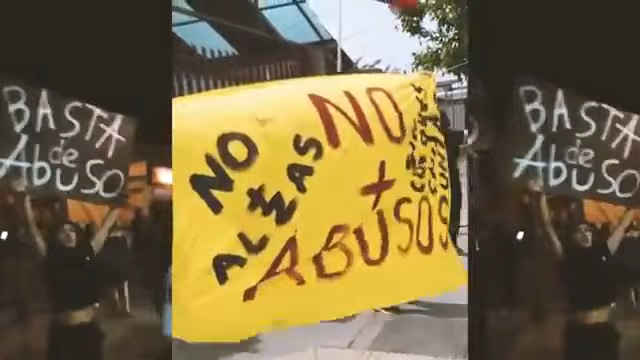 BASTA
de
ABUSO
NO
+
ALZAS
NO
+
ABUSOS
BASTA
de
ABUSO